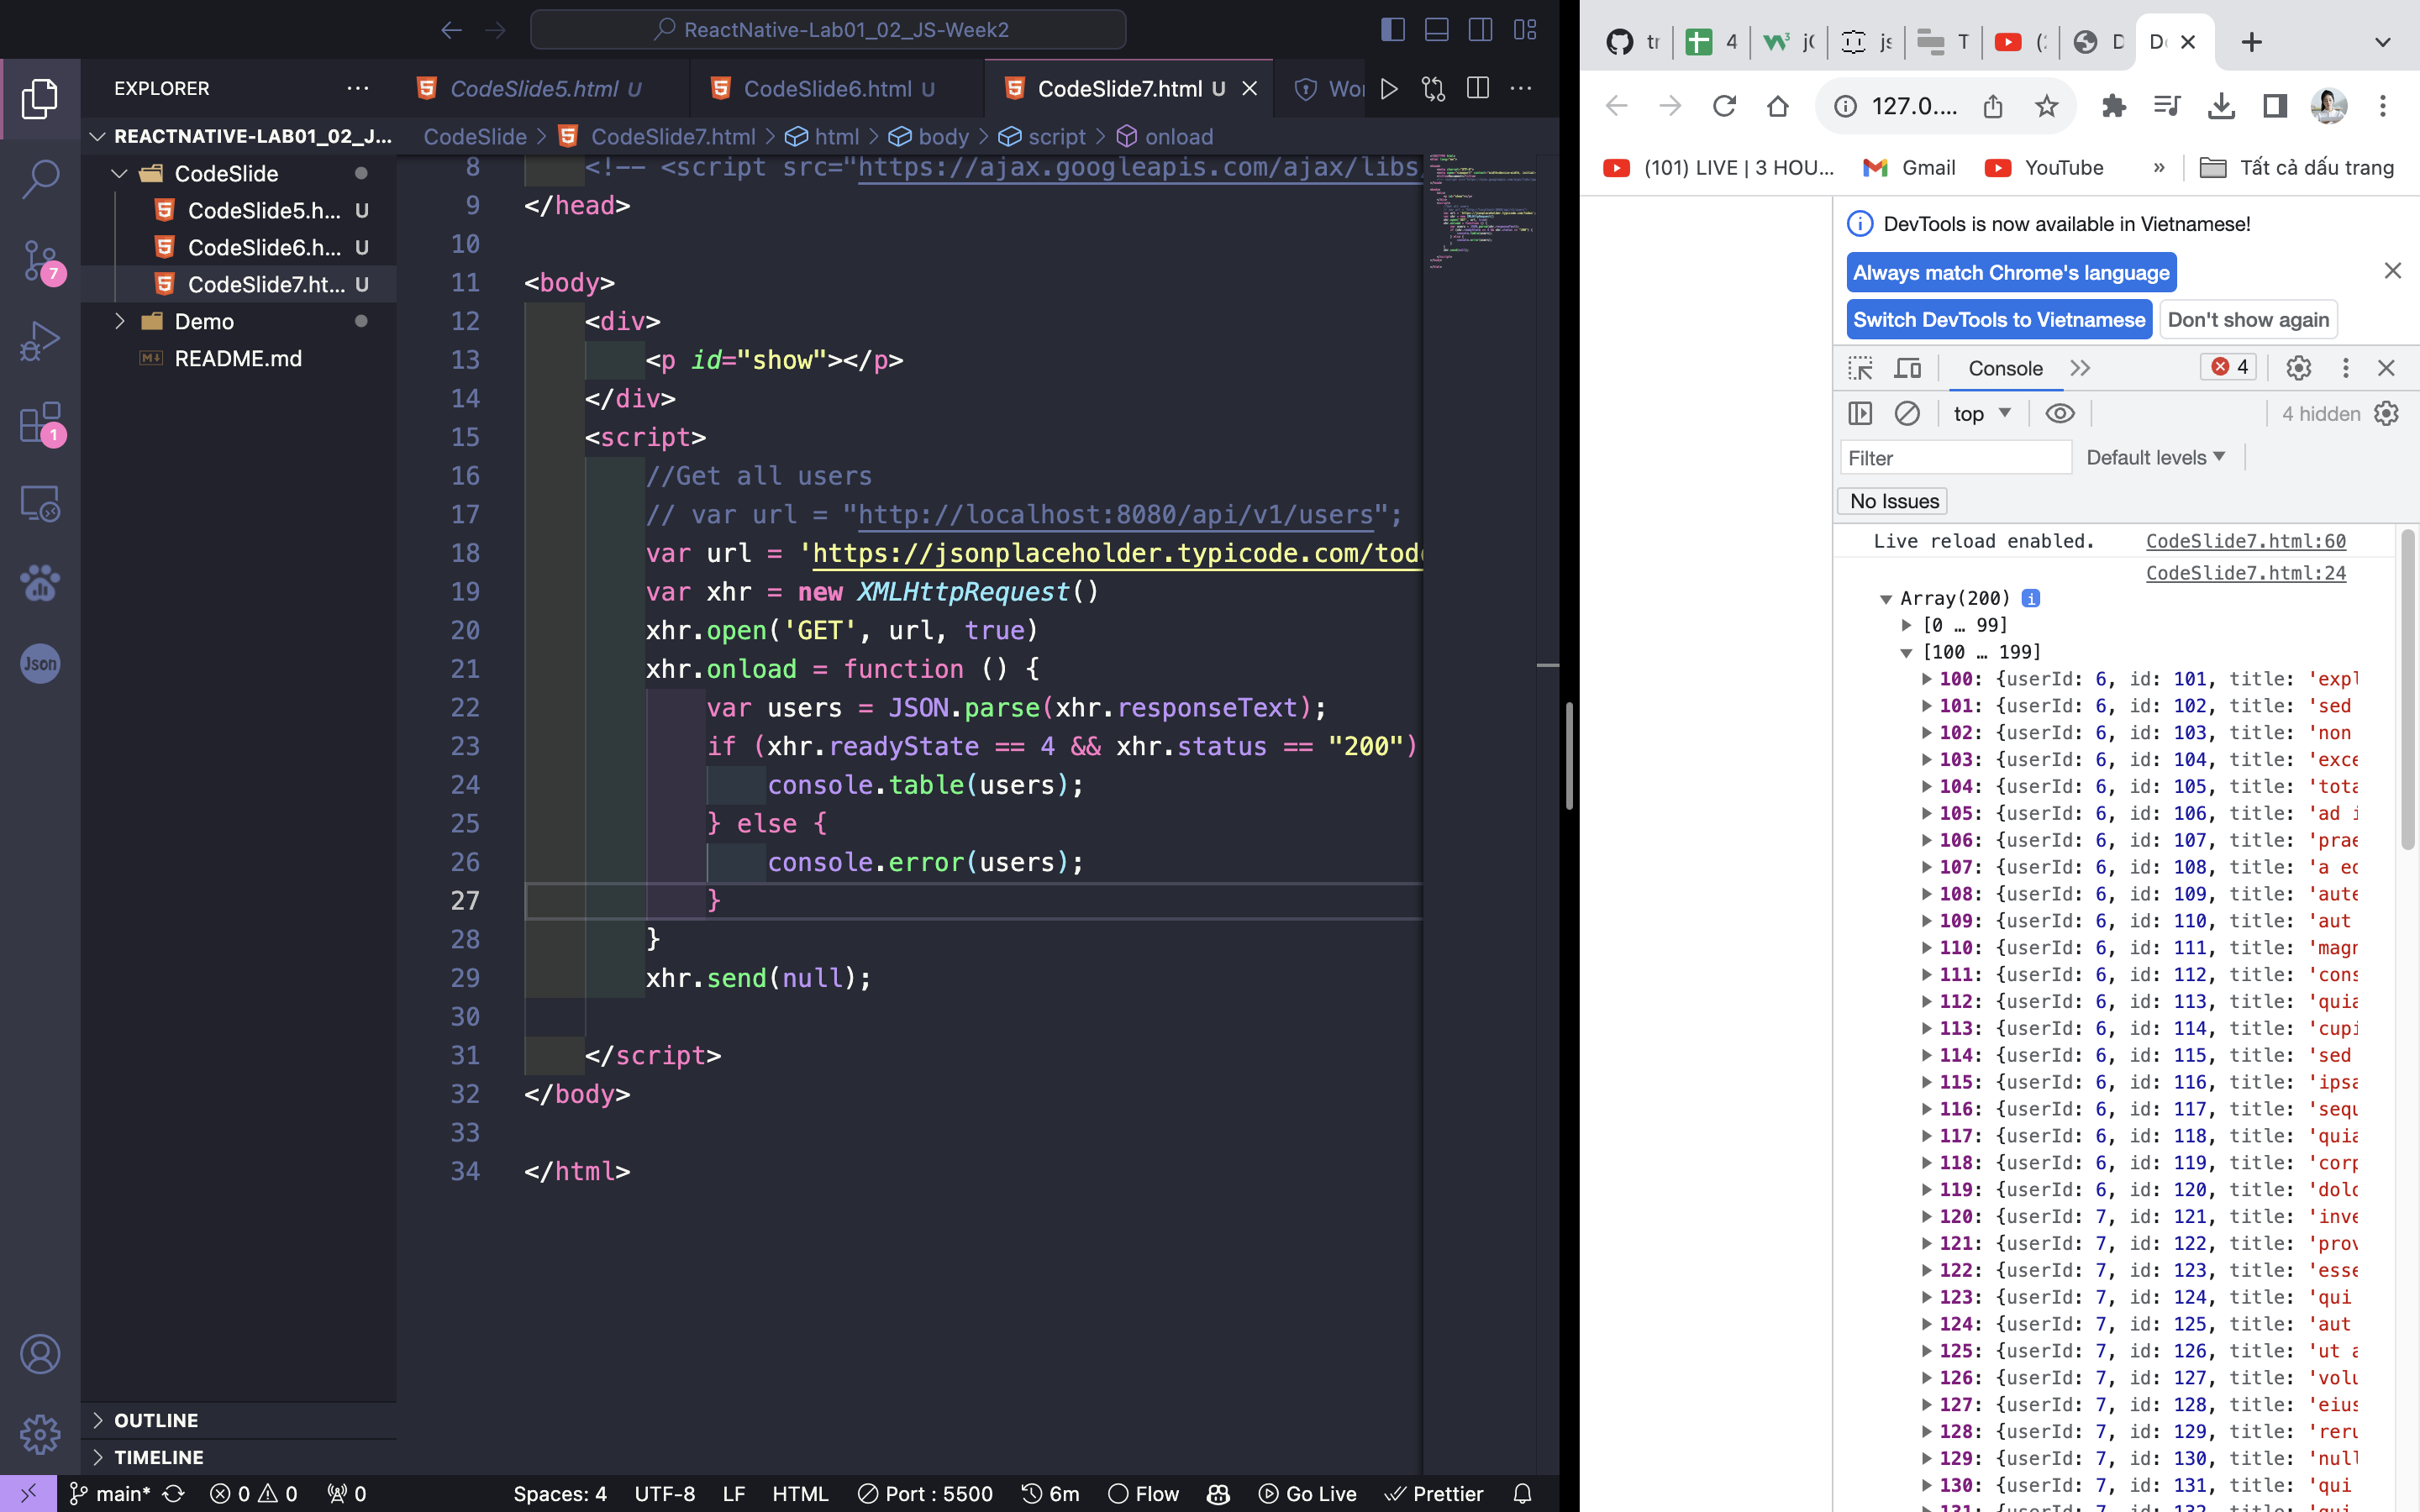 ReactNative-Lab01_02_JS-Week2
EXPLORER
CodeSlide5.html U
CodeSlide6.html U
CodeSlide7.html U
Wor
REACTNATIVE-LAB01_02_J...
CodeSlide > CodeSlide7.html > html > body > script > onload
CodeSlide
CodeSlide5.h... U
CodeSlide6.h... U
CodeSlide7.ht... U
Demo
README.md
7
1
Json
8 <!-- <script src="https://ajax.googleapis.com/ajax/libs/
9 </head>
10
11 <body>
12 <div>
13 <p id="show"></p>
14 </div>
15 <script>
16 //Get all users
17 // var url = "http://localhost:8080/api/v1/users";
18 var url = 'https://jsonplaceholder.typicode.com/todo
19 var xhr = new XMLHttpRequest()
20 xhr.open('GET', url, true)
21 xhr.onload = function () {
22 var users = JSON.parse(xhr.responseText);
23 if (xhr.readyState == 4 && xhr.status == "200")
24 console.table(users);
25 } else {
26 console.error(users);
27 }
28 }
29 xhr.send(null);
30
31 </script>
32 </body>
33
34 </html>
OUTLINE
TIMELINE
main* 0 0 0 Spaces: 4 UTF-8 LF HTML Port : 5500 6m Flow Go Live Prettier
4 T D
127.0....
(101) LIVE | 3 HOU... Gmail YouTube » Tất cả dấu trang
DevTools is now available in Vietnamese!
Always match Chrome's language
Switch DevTools to Vietnamese Don't show again
Console 4
top 4 hidden
Filter Default levels
No Issues
Live reload enabled. CodeSlide7.html:60
CodeSlide7.html:24
Array(200) i
[0 … 99]
[100 … 199]
100: {userId: 6, id: 101, title: 'expl
101: {userId: 6, id: 102, title: 'sed
102: {userId: 6, id: 103, title: 'non
103: {userId: 6, id: 104, title: 'exce
104: {userId: 6, id: 105, title: 'tota
105: {userId: 6, id: 106, title: 'ad i
106: {userId: 6, id: 107, title: 'prae
107: {userId: 6, id: 108, title: 'a ec
108: {userId: 6, id: 109, title: 'aute
109: {userId: 6, id: 110, title: 'aut
110: {userId: 6, id: 111, title: 'magn
111: {userId: 6, id: 112, title: 'cons
112: {userId: 6, id: 113, title: 'quia
113: {userId: 6, id: 114, title: 'cupi
114: {userId: 6, id: 115, title: 'sed
115: {userId: 6, id: 116, title: 'ipsa
116: {userId: 6, id: 117, title: 'sequ
117: {userId: 6, id: 118, title: 'quia
118: {userId: 6, id: 119, title: 'corp
119: {userId: 6, id: 120, title: 'dolo
120: {userId: 7, id: 121, title: 'inve
121: {userId: 7, id: 122, title: 'prov
122: {userId: 7, id: 123, title: 'esse
123: {userId: 7, id: 124, title: 'qui
124: {userId: 7, id: 125, title: 'aut
125: {userId: 7, id: 126, title: 'ut a
126: {userId: 7, id: 127, title: 'volu
127: {userId: 7, id: 128, title: 'eius
128: {userId: 7, id: 129, title: 'reru
129: {userId: 7, id: 130, title: 'null
130: {userId: 7, id: 131, title: 'qui
131: {userId: 7, id: 132, title: 'qui